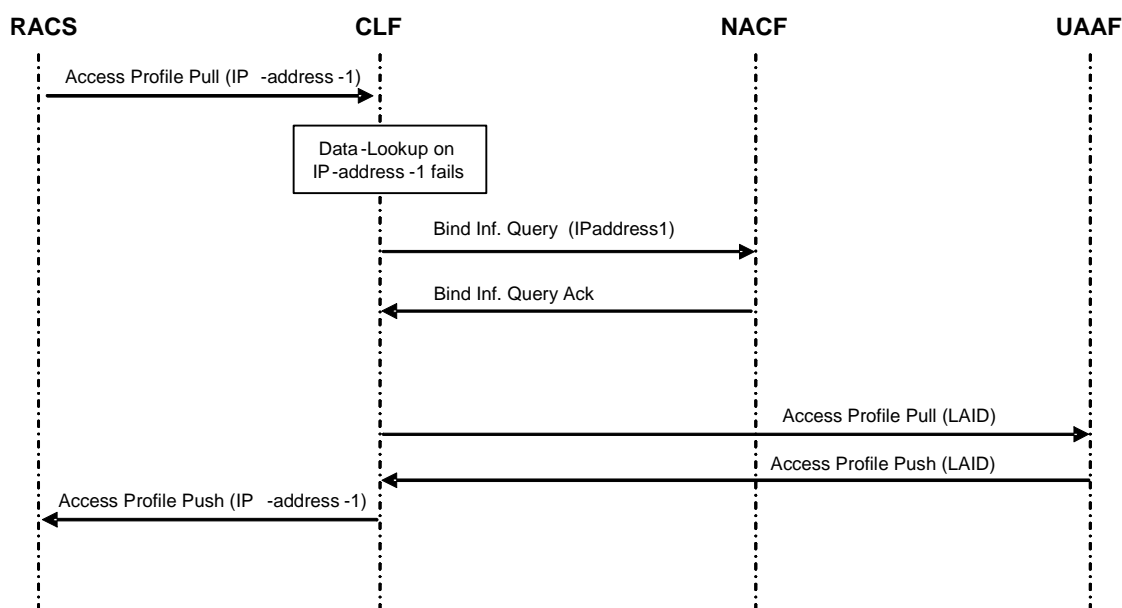 RACS CLF NACF UAAF
Access Profile Pull (IP -address -1)
Data -Lookup on
IP -address -1 fails
Bind Inf. Query (IPaddress1)
Bind Inf. Query Ack
Access Profile Pull (LAID)
Access Profile Push (LAID)
Access Profile Push (IP -address -1)